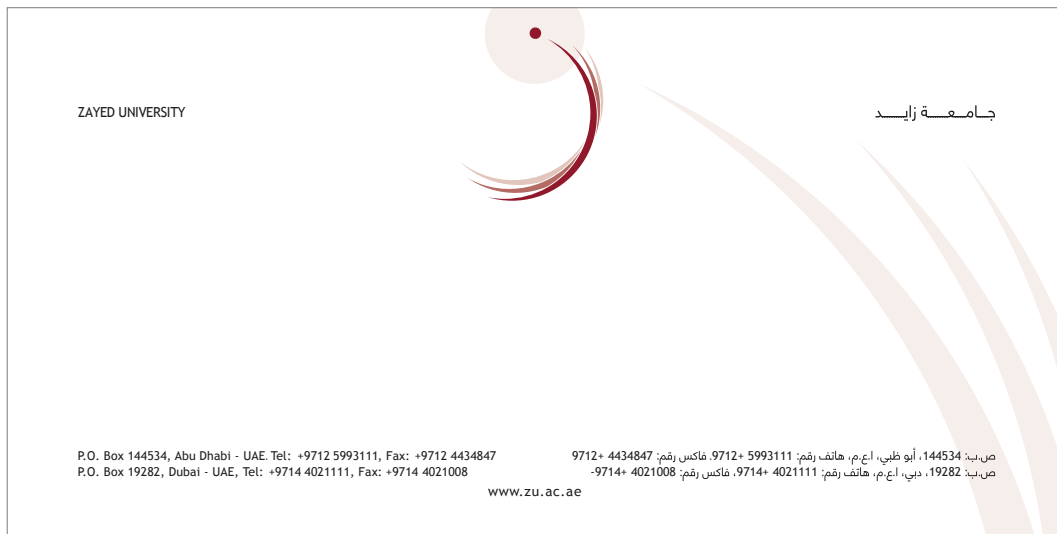 ZAYED UNIVERSITY
جـــامـــعـــــة زايـــــد
P.O. Box 144534, Abu Dhabi - UAE. Tel: +9712 5993111, Fax: +9712 4434847
P.O. Box 19282, Dubai - UAE, Tel: +9714 4021111, Fax: +9714 4021008
ص.ب: 144534، أبو ظبي، ا.ع.م، هاتف رقم: 5993111 +9712. فاكس رقم: 4434847 +9712
ص.ب: 19282، دبي، ا.ع.م، هاتف رقم: 4021111 +9714، فاكس رقم: 4021008 +9714-
www.zu.ac.ae